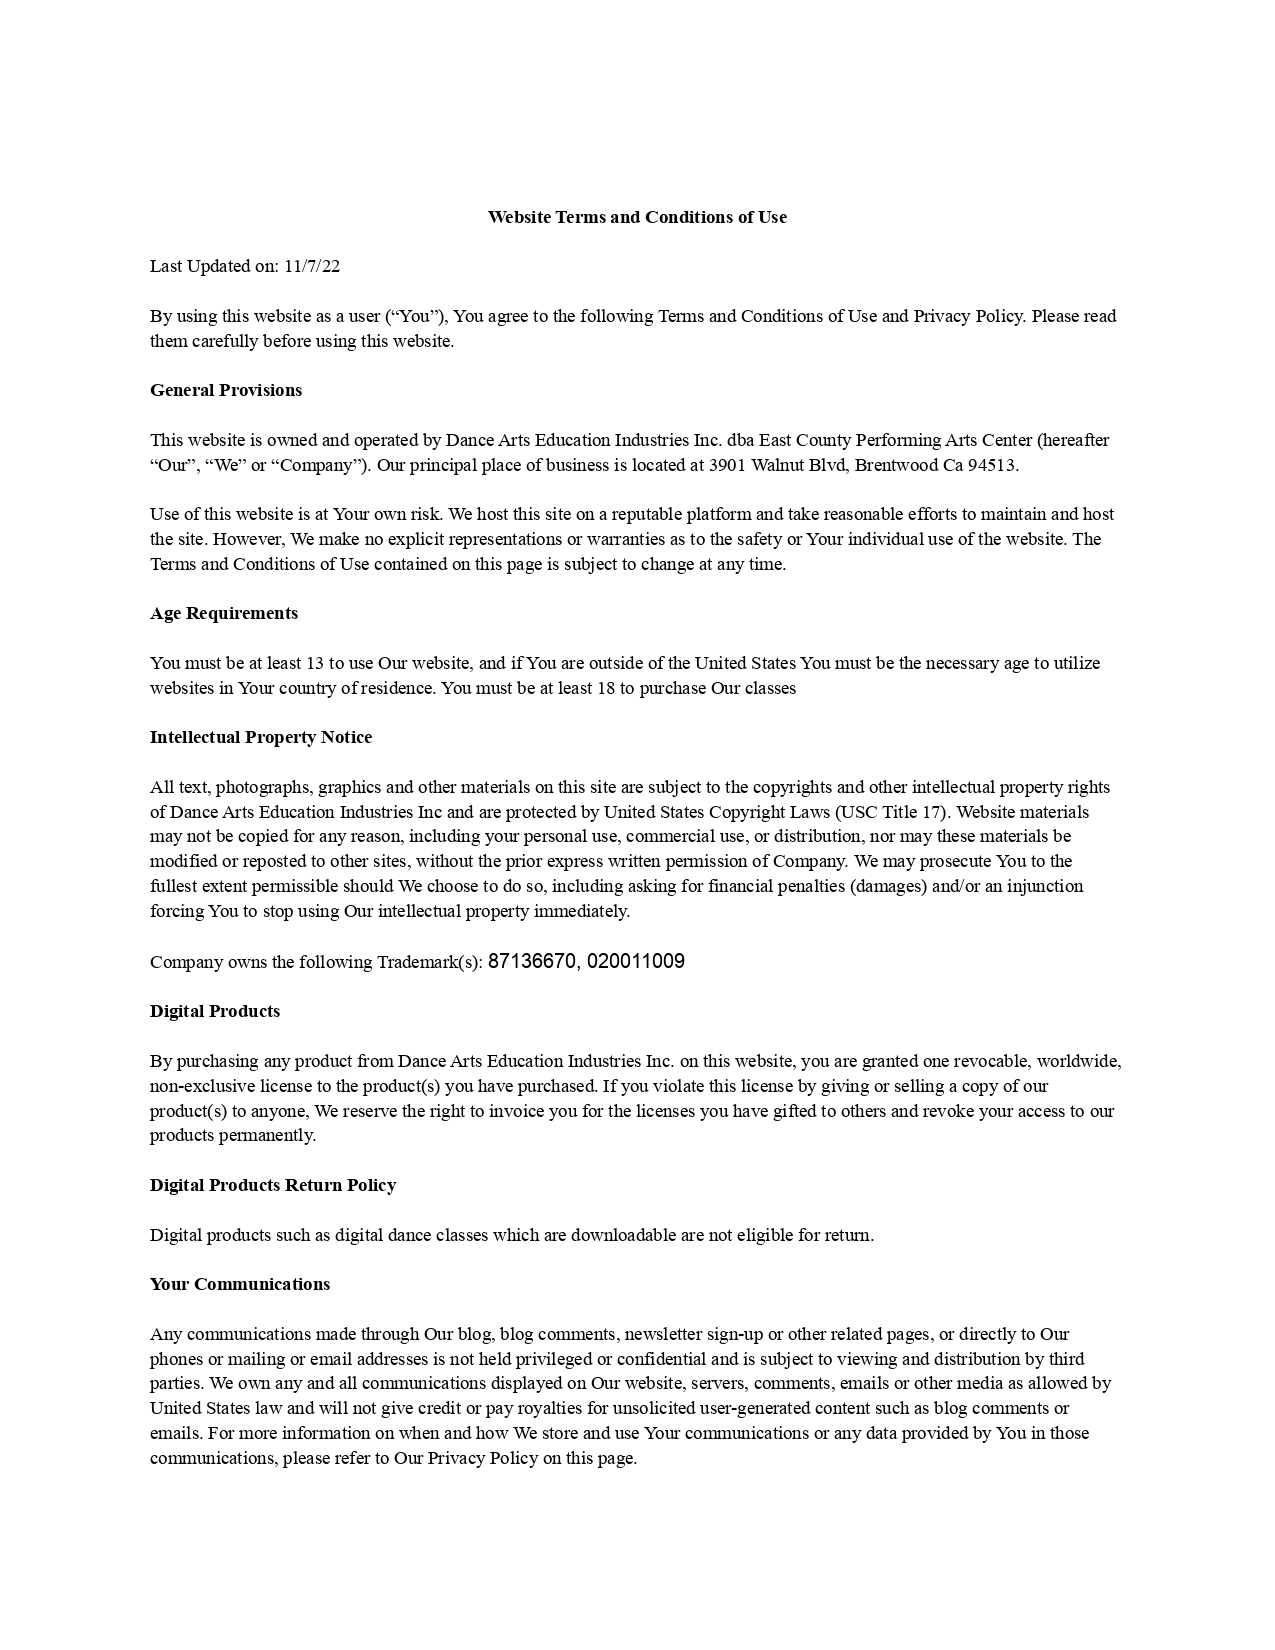 Website Terms and Conditions of Use
Last Updated on: 11/7/22
By using this website as a user (“You”), You agree to the following Terms and Conditions of Use and Privacy Policy. Please read
them carefully before using this website.
General Provisions
This website is owned and operated by Dance Arts Education Industries Inc. dba East County Performing Arts Center (hereafter
“Our”, “We” or “Company”). Our principal place of business is located at 3901 Walnut Blvd, Brentwood Ca 94513.
Use of this website is at Your own risk. We host this site on a reputable platform and take reasonable efforts to maintain and host
the site. However, We make no explicit representations or warranties as to the safety or Your individual use of the website. The
Terms and Conditions of Use contained on this page is subject to change at any time.
Age Requirements
You must be at least 13 to use Our website, and if You are outside of the United States You must be the necessary age to utilize
websites in Your country of residence. You must be at least 18 to purchase Our classes
Intellectual Property Notice
All text, photographs, graphics and other materials on this site are subject to the copyrights and other intellectual property rights
of Dance Arts Education Industries Inc and are protected by United States Copyright Laws (USC Title 17). Website materials
may not be copied for any reason, including your personal use, commercial use, or distribution, nor may these materials be
modified or reposted to other sites, without the prior express written permission of Company. We may prosecute You to the
fullest extent permissible should We choose to do so, including asking for financial penalties (damages) and/or an injunction
forcing You to stop using Our intellectual property immediately.
Company owns the following Trademark(s): 87136670, 020011009
Digital Products
By purchasing any product from Dance Arts Education Industries Inc. on this website, you are granted one revocable, worldwide,
non-exclusive license to the product(s) you have purchased. If you violate this license by giving or selling a copy of our
product(s) to anyone, We reserve the right to invoice you for the licenses you have gifted to others and revoke your access to our
products permanently.
Digital Products Return Policy
Digital products such as digital dance classes which are downloadable are not eligible for return.
Your Communications
Any communications made through Our blog, blog comments, newsletter sign-up or other related pages, or directly to Our
phones or mailing or email addresses is not held privileged or confidential and is subject to viewing and distribution by third
parties. We own any and all communications displayed on Our website, servers, comments, emails or other media as allowed by
United States law and will not give credit or pay royalties for unsolicited user-generated content such as blog comments or
emails. For more information on when and how We store and use Your communications or any data provided by You in those
communications, please refer to Our Privacy Policy on this page.